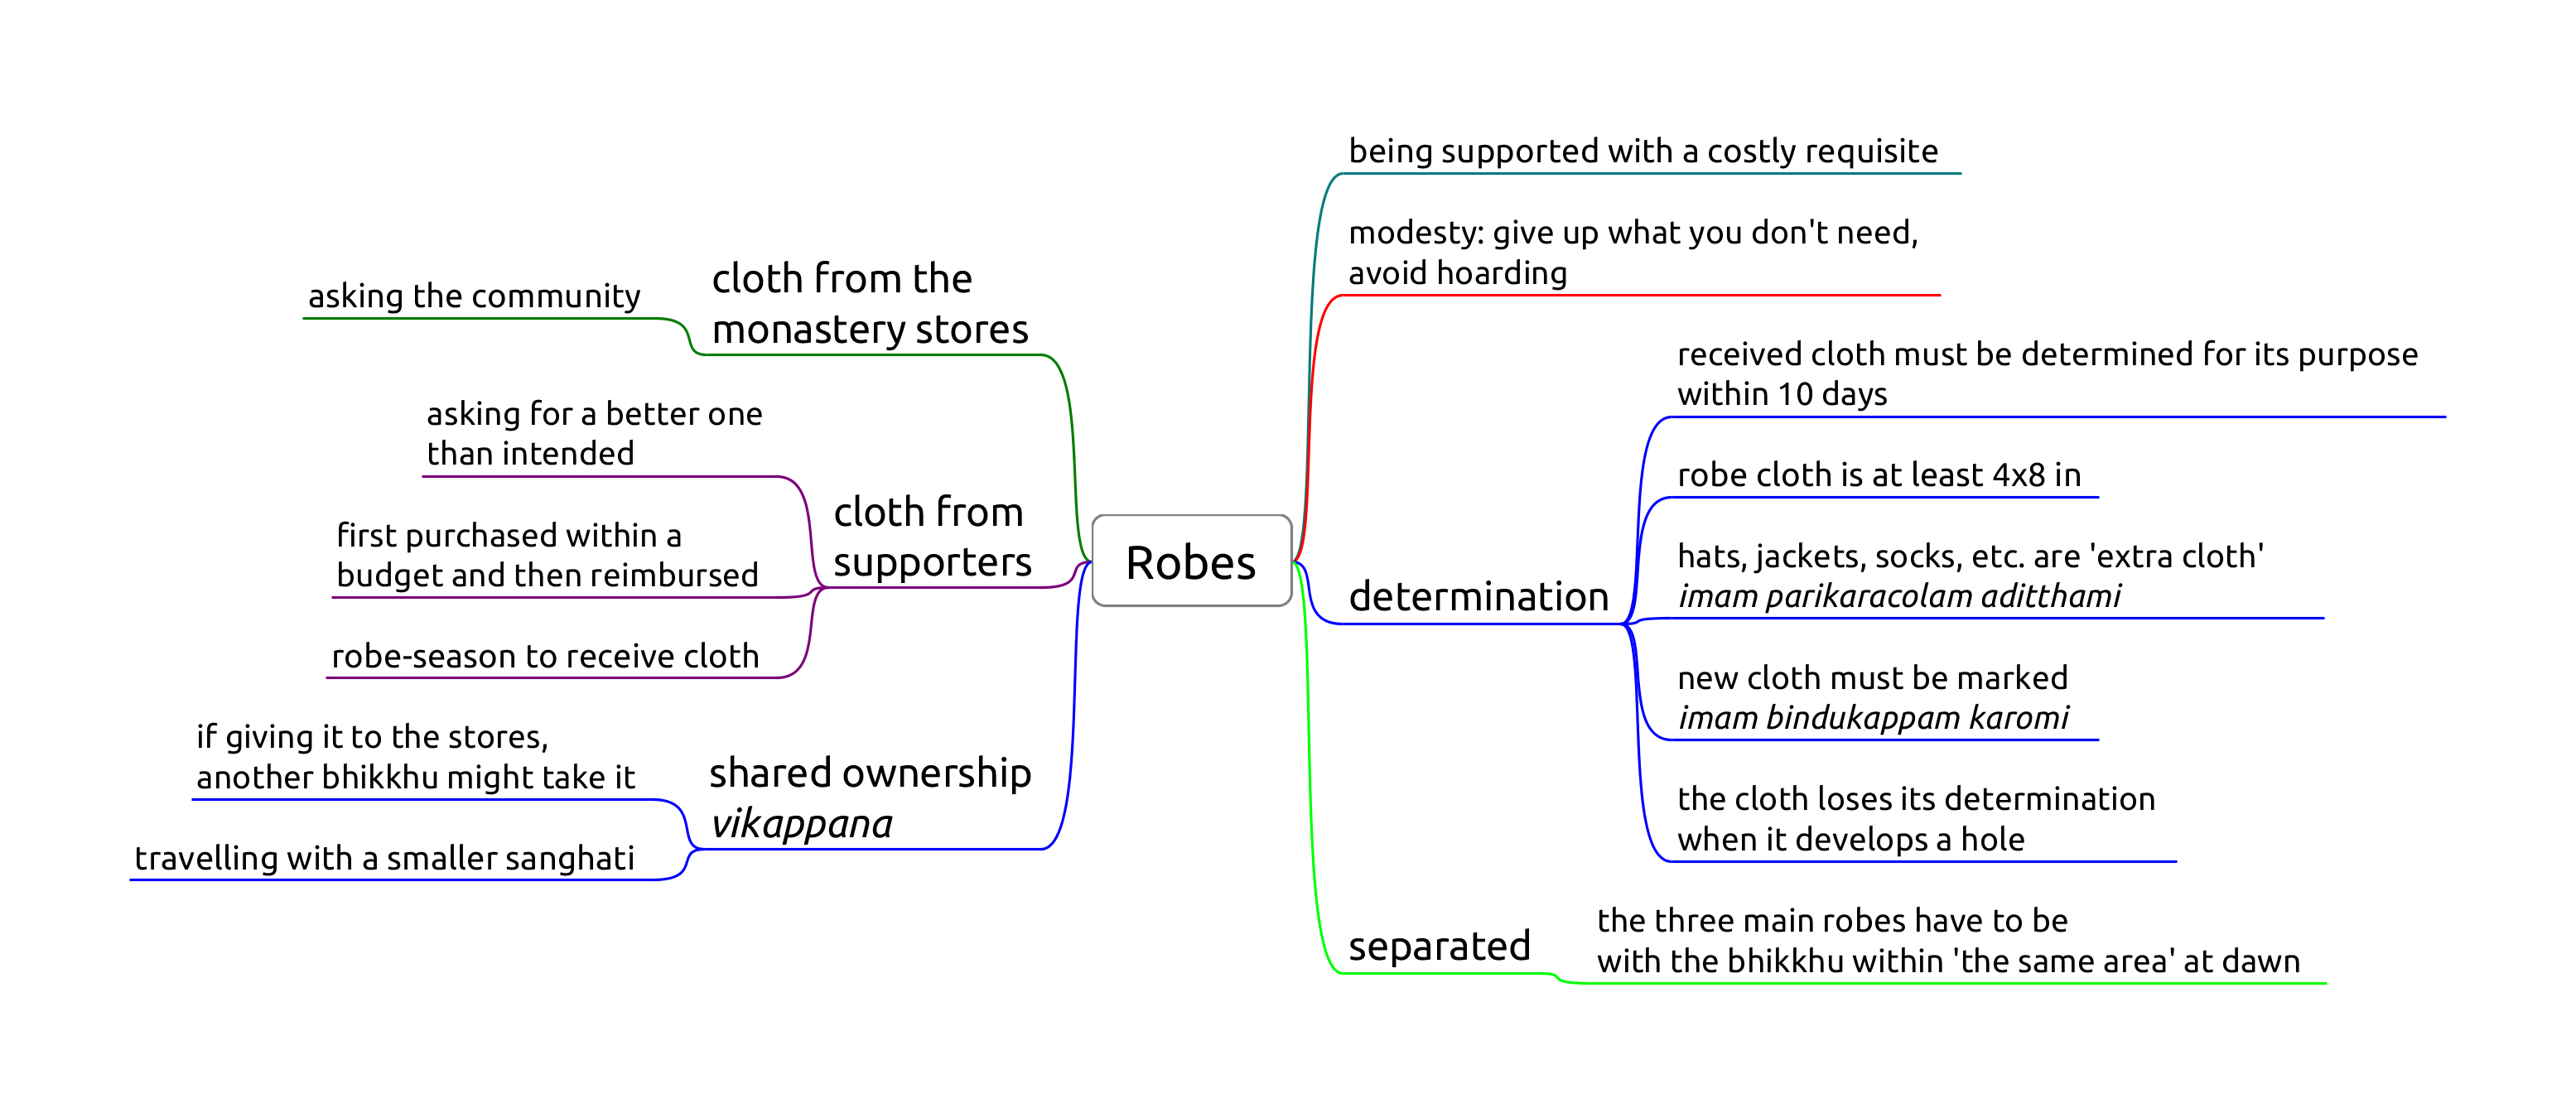 Robes
being supported with a costly requisite
modesty: give up what you don't need,
avoid hoarding
determination
received cloth must be determined for its purpose
within 10 days
robe cloth is at least 4x8 in
hats, jackets, socks, etc. are 'extra cloth'
imam parikaracolam aditthami
new cloth must be marked
imam bindukappam karomi
the cloth loses its determination
when it develops a hole
separated
the three main robes have to be
with the bhikkhu within 'the same area' at dawn
cloth from the
monastery stores
asking the community
cloth from
supporters
asking for a better one
than intended
first purchased within a
budget and then reimbursed
robe-season to receive cloth
shared ownership
vikappana
if giving it to the stores,
another bhikkhu might take it
travelling with a smaller sanghati